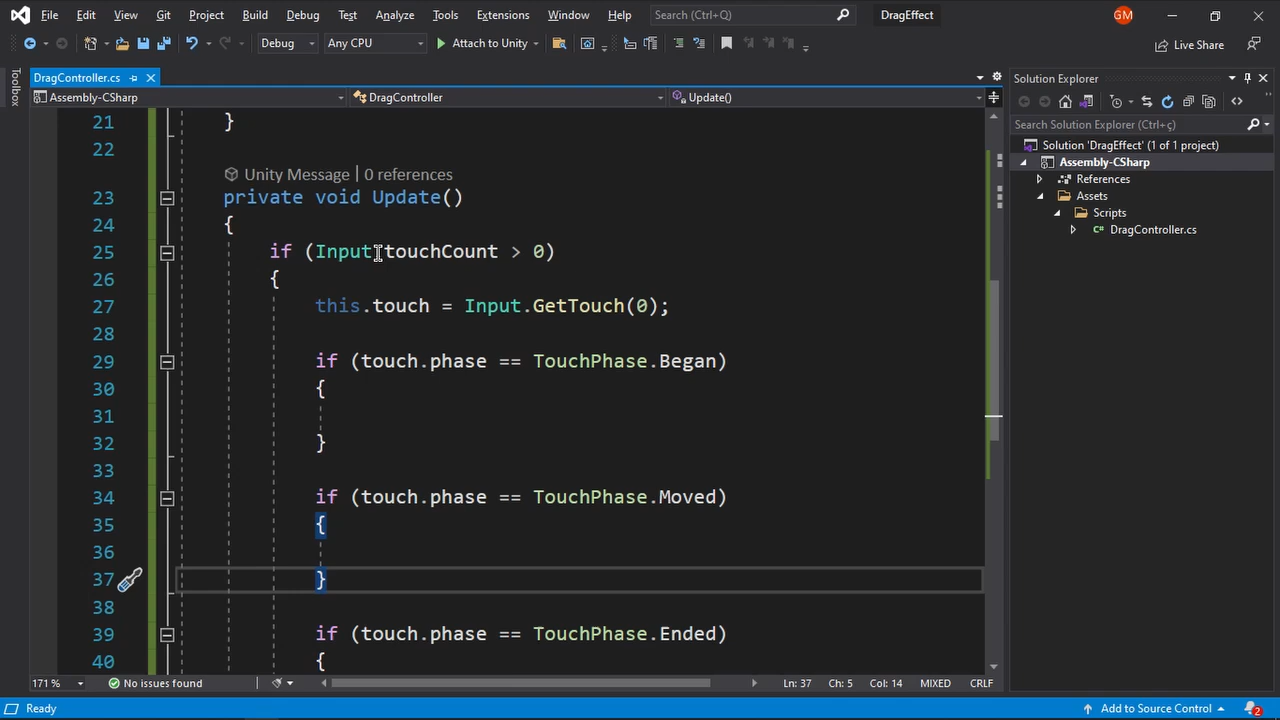 File Edit View Git Project Build Debug Test Analyze Tools Extensions Window Help Search (Ctrl+Q) DragEffect GM
Debug Any CPU Attach to Unity Live Share
Toolbox
DragController.cs
Assembly-CSharp DragController Update()
21 }
22
Unity Message | 0 references
23 private void Update()
24 {
25 if (Input.touchCount > 0)
26 {
27 this.touch = Input.GetTouch(0);
28
29 if (touch.phase == TouchPhase.Began)
30 {
31
32 }
33
34 if (touch.phase == TouchPhase.Moved)
35 {
36
37 }
38
39 if (touch.phase == TouchPhase.Ended)
40 {
171 % No issues found Ln: 37 Ch: 5 Col: 14 MIXED CRLF
Solution Explorer
Search Solution Explorer (Ctrl+ç)
Solution 'DragEffect' (1 of 1 project)
Assembly-CSharp
References
Assets
Scripts
C# DragController.cs
Ready Add to Source Control 2